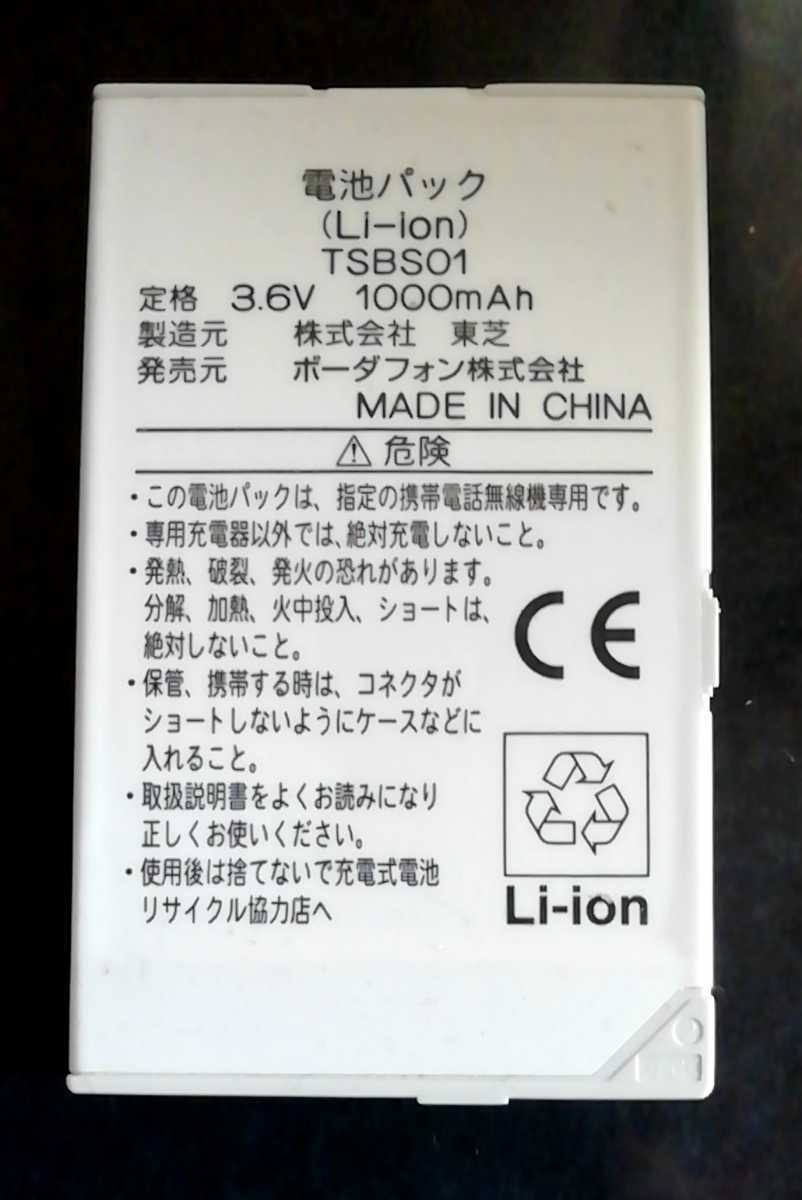 電池パック
(Li-ion)
TSBS01
定格 3.6V 1000mAh
製造元 株式会社 東芝
発売元 ボーダフォン株式会社
MADE IN CHINA
⚠ 危険
・この電池パックは、指定の携帯電話無線機専用です。
・専用充電器以外では、絶対充電しないこと。
・発熱、破裂、発火の恐れがあります。
分解、加熱、火中投入、ショートは、
絶対しないこと。
・保管、携帯する時は、コネクタが
ショートしないようにケースなどに
入れること。
・取扱説明書をよくお読みになり
正しくお使いください。
・使用後は捨てないで充電式電池
リサイクル協力店へ
CE
Li-ion